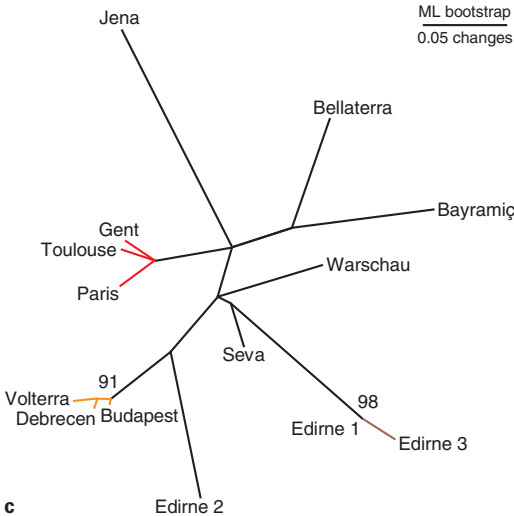 Jena
ML bootstrap
0.05 changes
Bellaterra
Bayramiç
Gent
Toulouse
Warschau
Paris
Seva
91
Volterra
98
Debrecen Budapest
Edirne 1
Edirne 3
c
Edirne 2